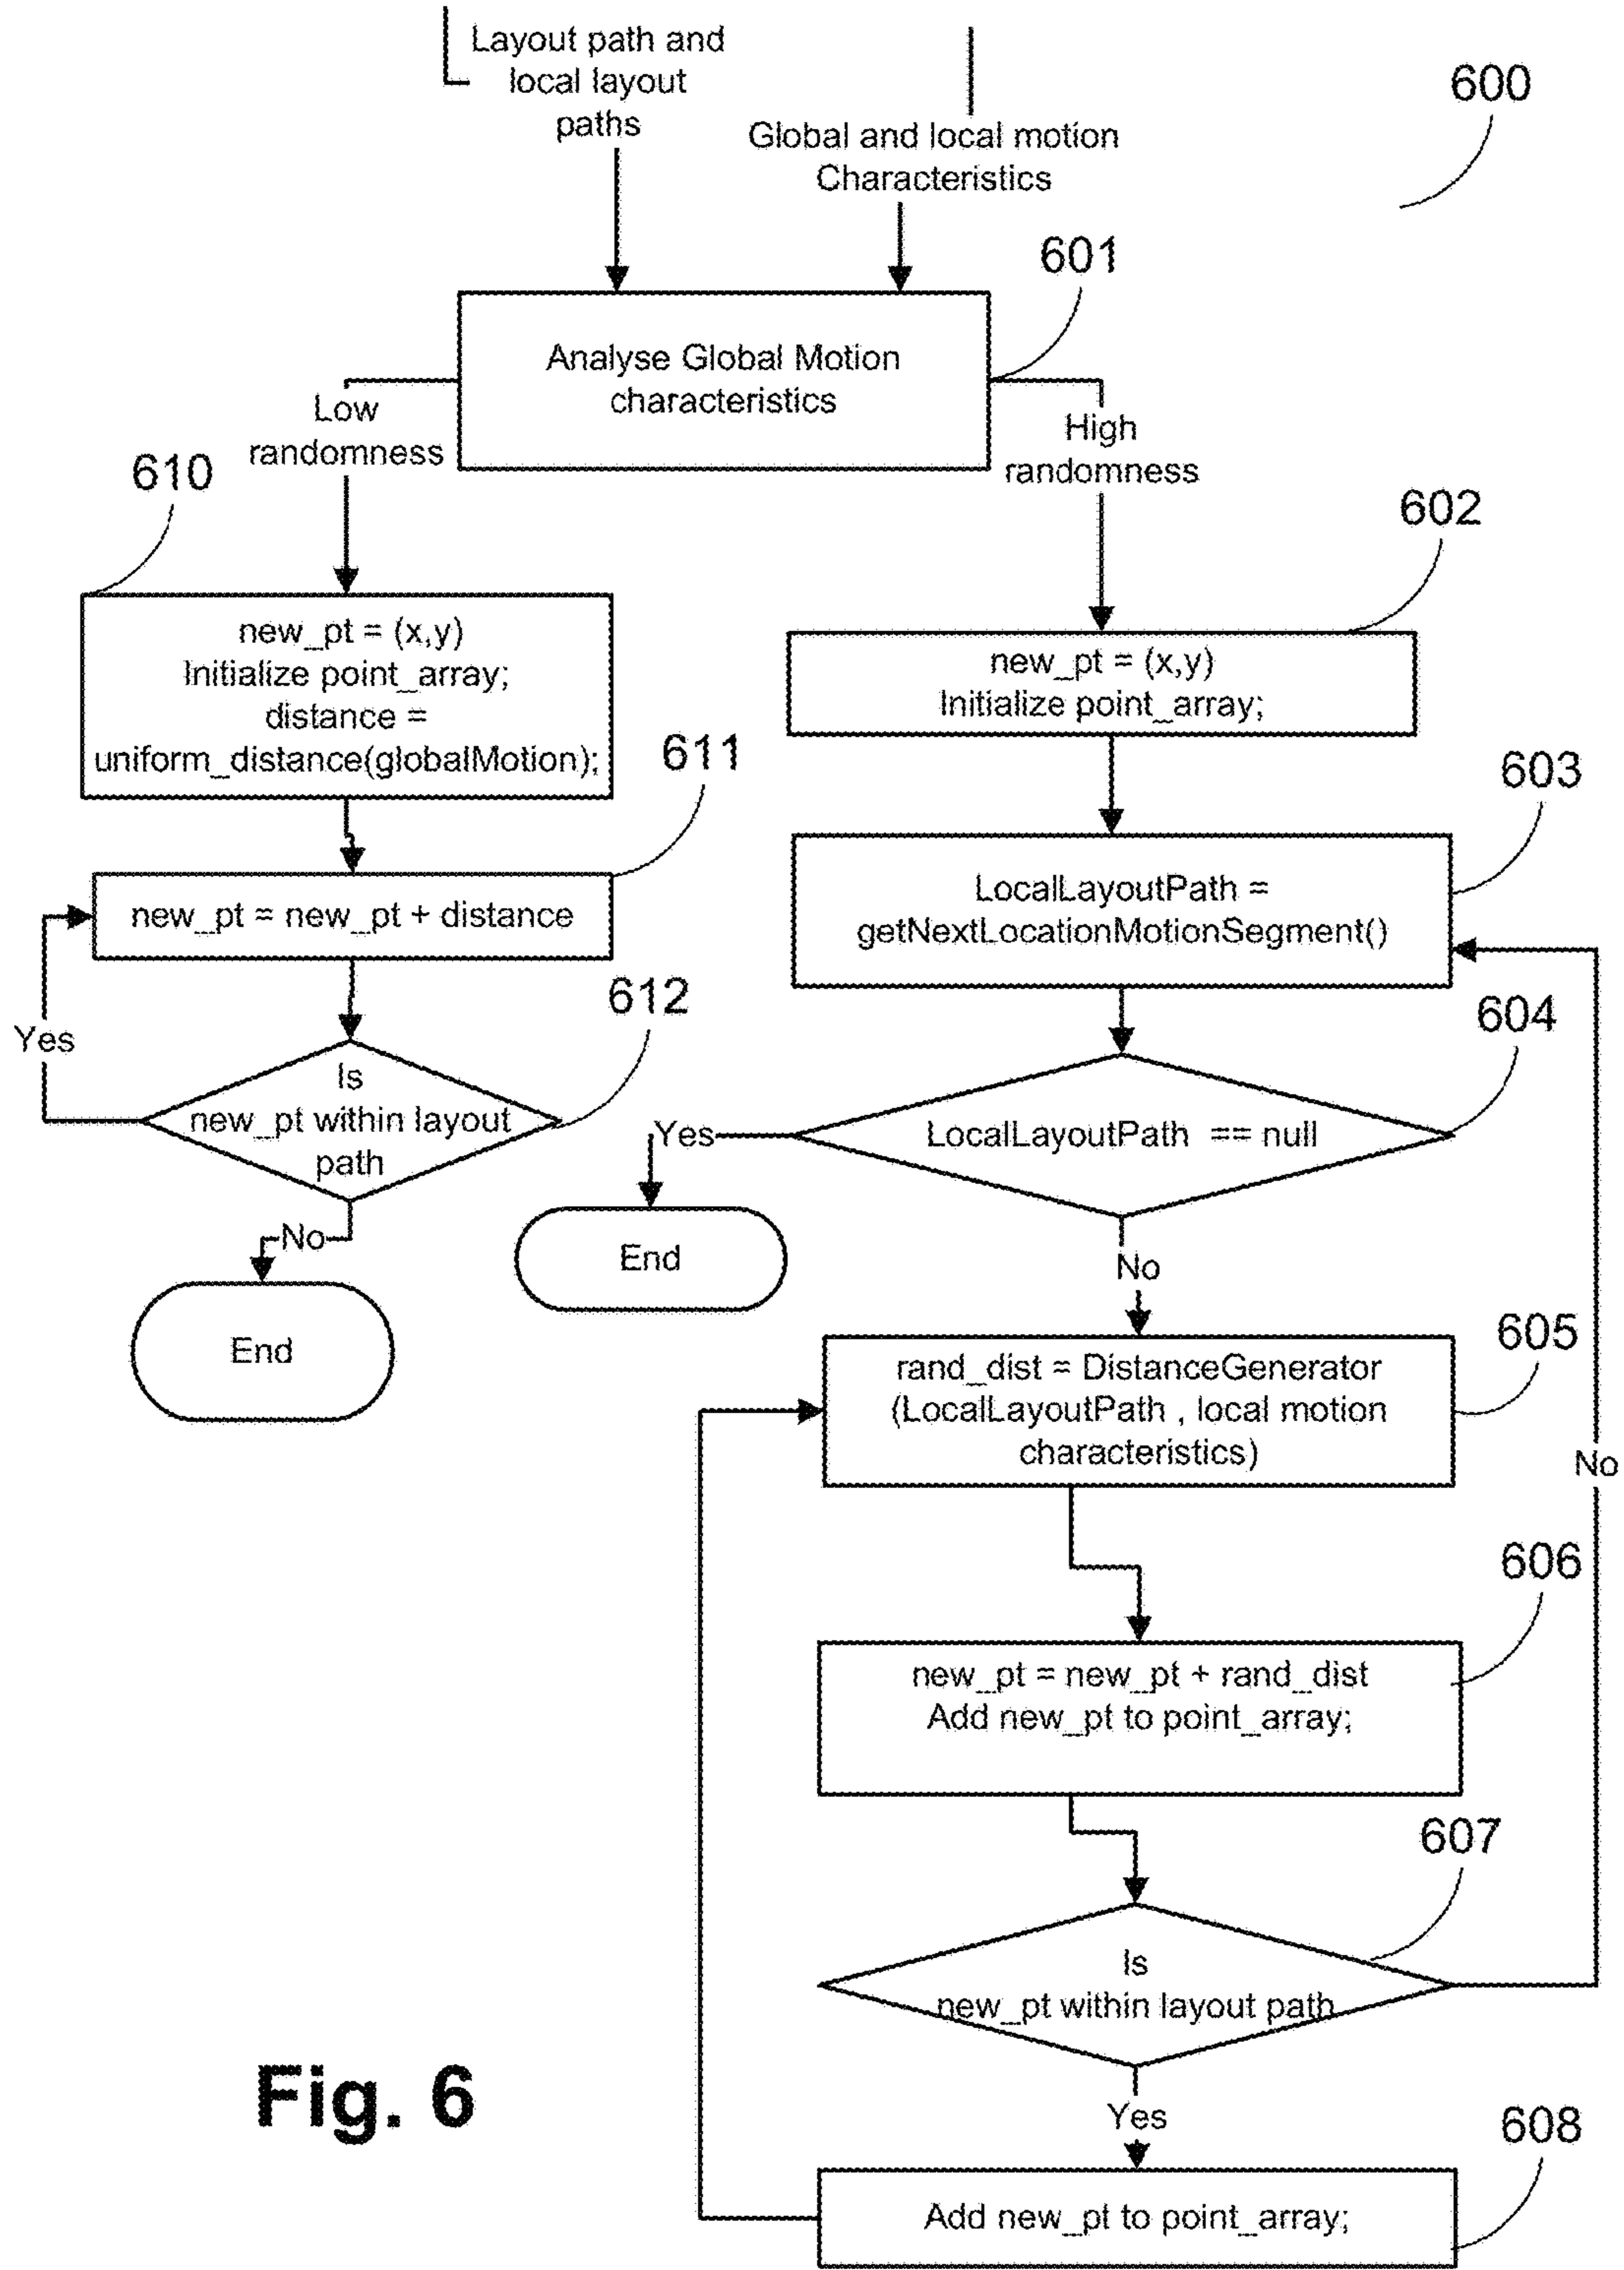 Layout path and
local layout
paths
Global and local motion
Characteristics
600
601
Analyse Global Motion
characteristics
Low
randomness
High
randomness
610
602
new_pt = (x,y)
Initialize point_array;
distance =
uniform_distance(globalMotion);
new_pt = (x,y)
Initialize point_array;
611
603
new_pt = new_pt + distance
LocalLayoutPath =
getNextLocationMotionSegment()
612
604
Yes
Is
new_pt within layout
path
Yes
LocalLayoutPath == null
No
End
End
No
605
rand_dist = DistanceGenerator
(LocalLayoutPath , local motion
characteristics)
No
606
new_pt = new_pt + rand_dist
Add new_pt to point_array;
607
Is
new_pt within layout path
Yes
608
Add new_pt to point_array;
Fig. 6